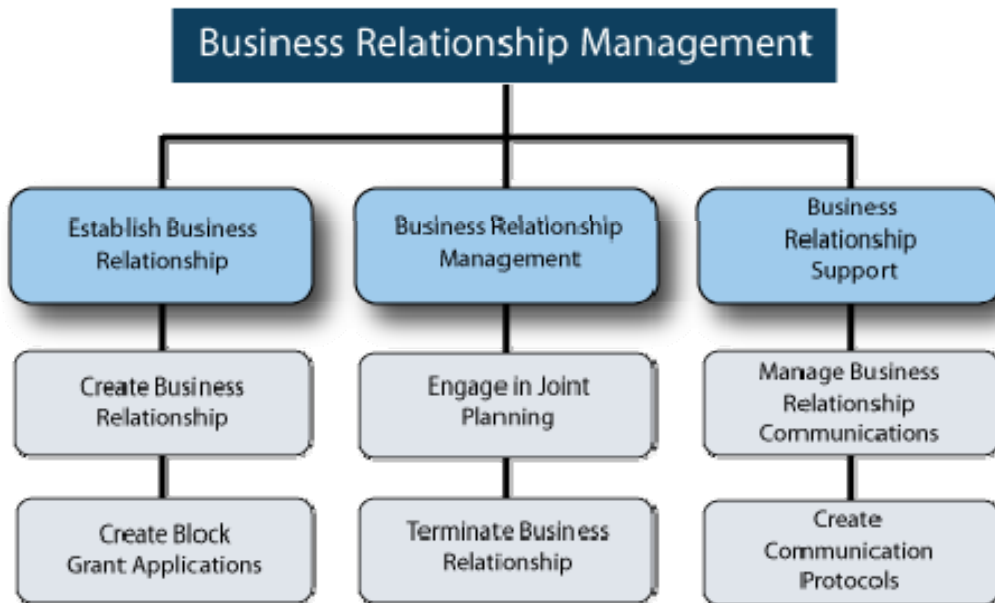 Business Relationship Management
Establish Business
Relationship
Business Relationship
Management
Business
Relationship
Support
Create Business
Relationship
Engage in Joint
Planning
Manage Business
Relationship
Communications
Create Block
Grant Applications
Terminate Business
Relationship
Create
Communication
Protocols